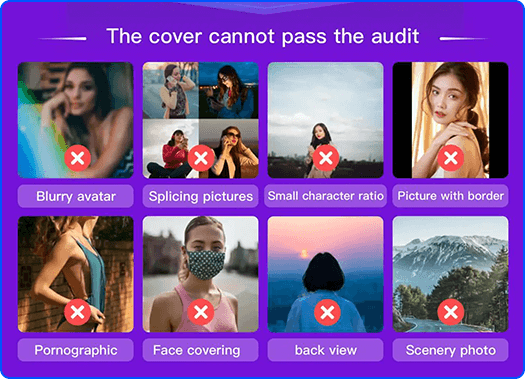 The cover cannot pass the audit
Blurry avatar
Splicing pictures
Small character ratio
Picture with border
Pornographic
Face covering
back view
Scenery photo